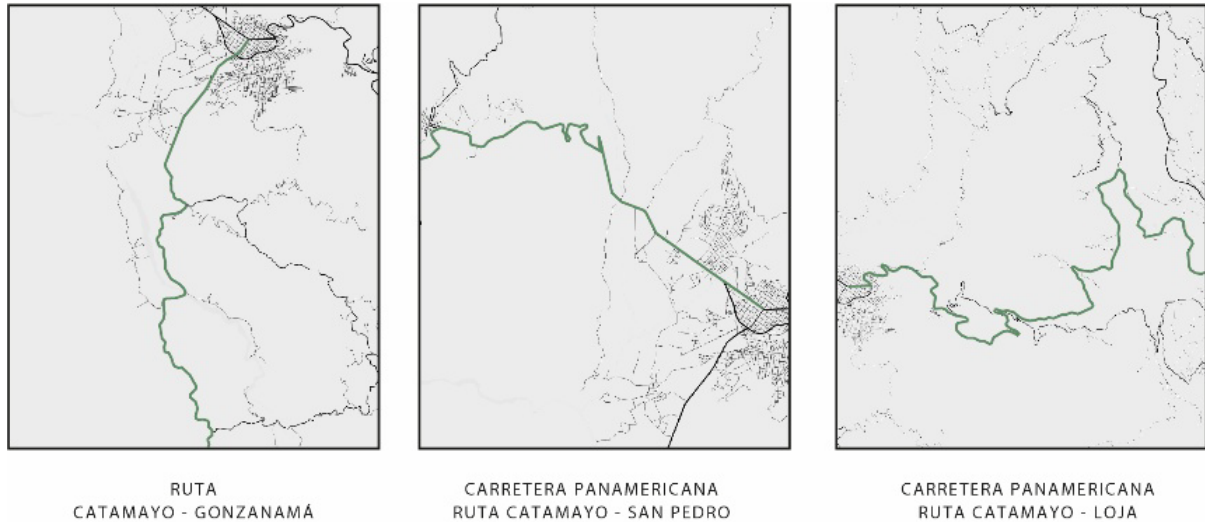 RUTA
CATAMAYO - GONZANAMÁ
CARRETERA PANAMERICANA
RUTA CATAMAYO - SAN PEDRO
CARRETERA PANAMERICANA
RUTA CATAMAYO - LOJA